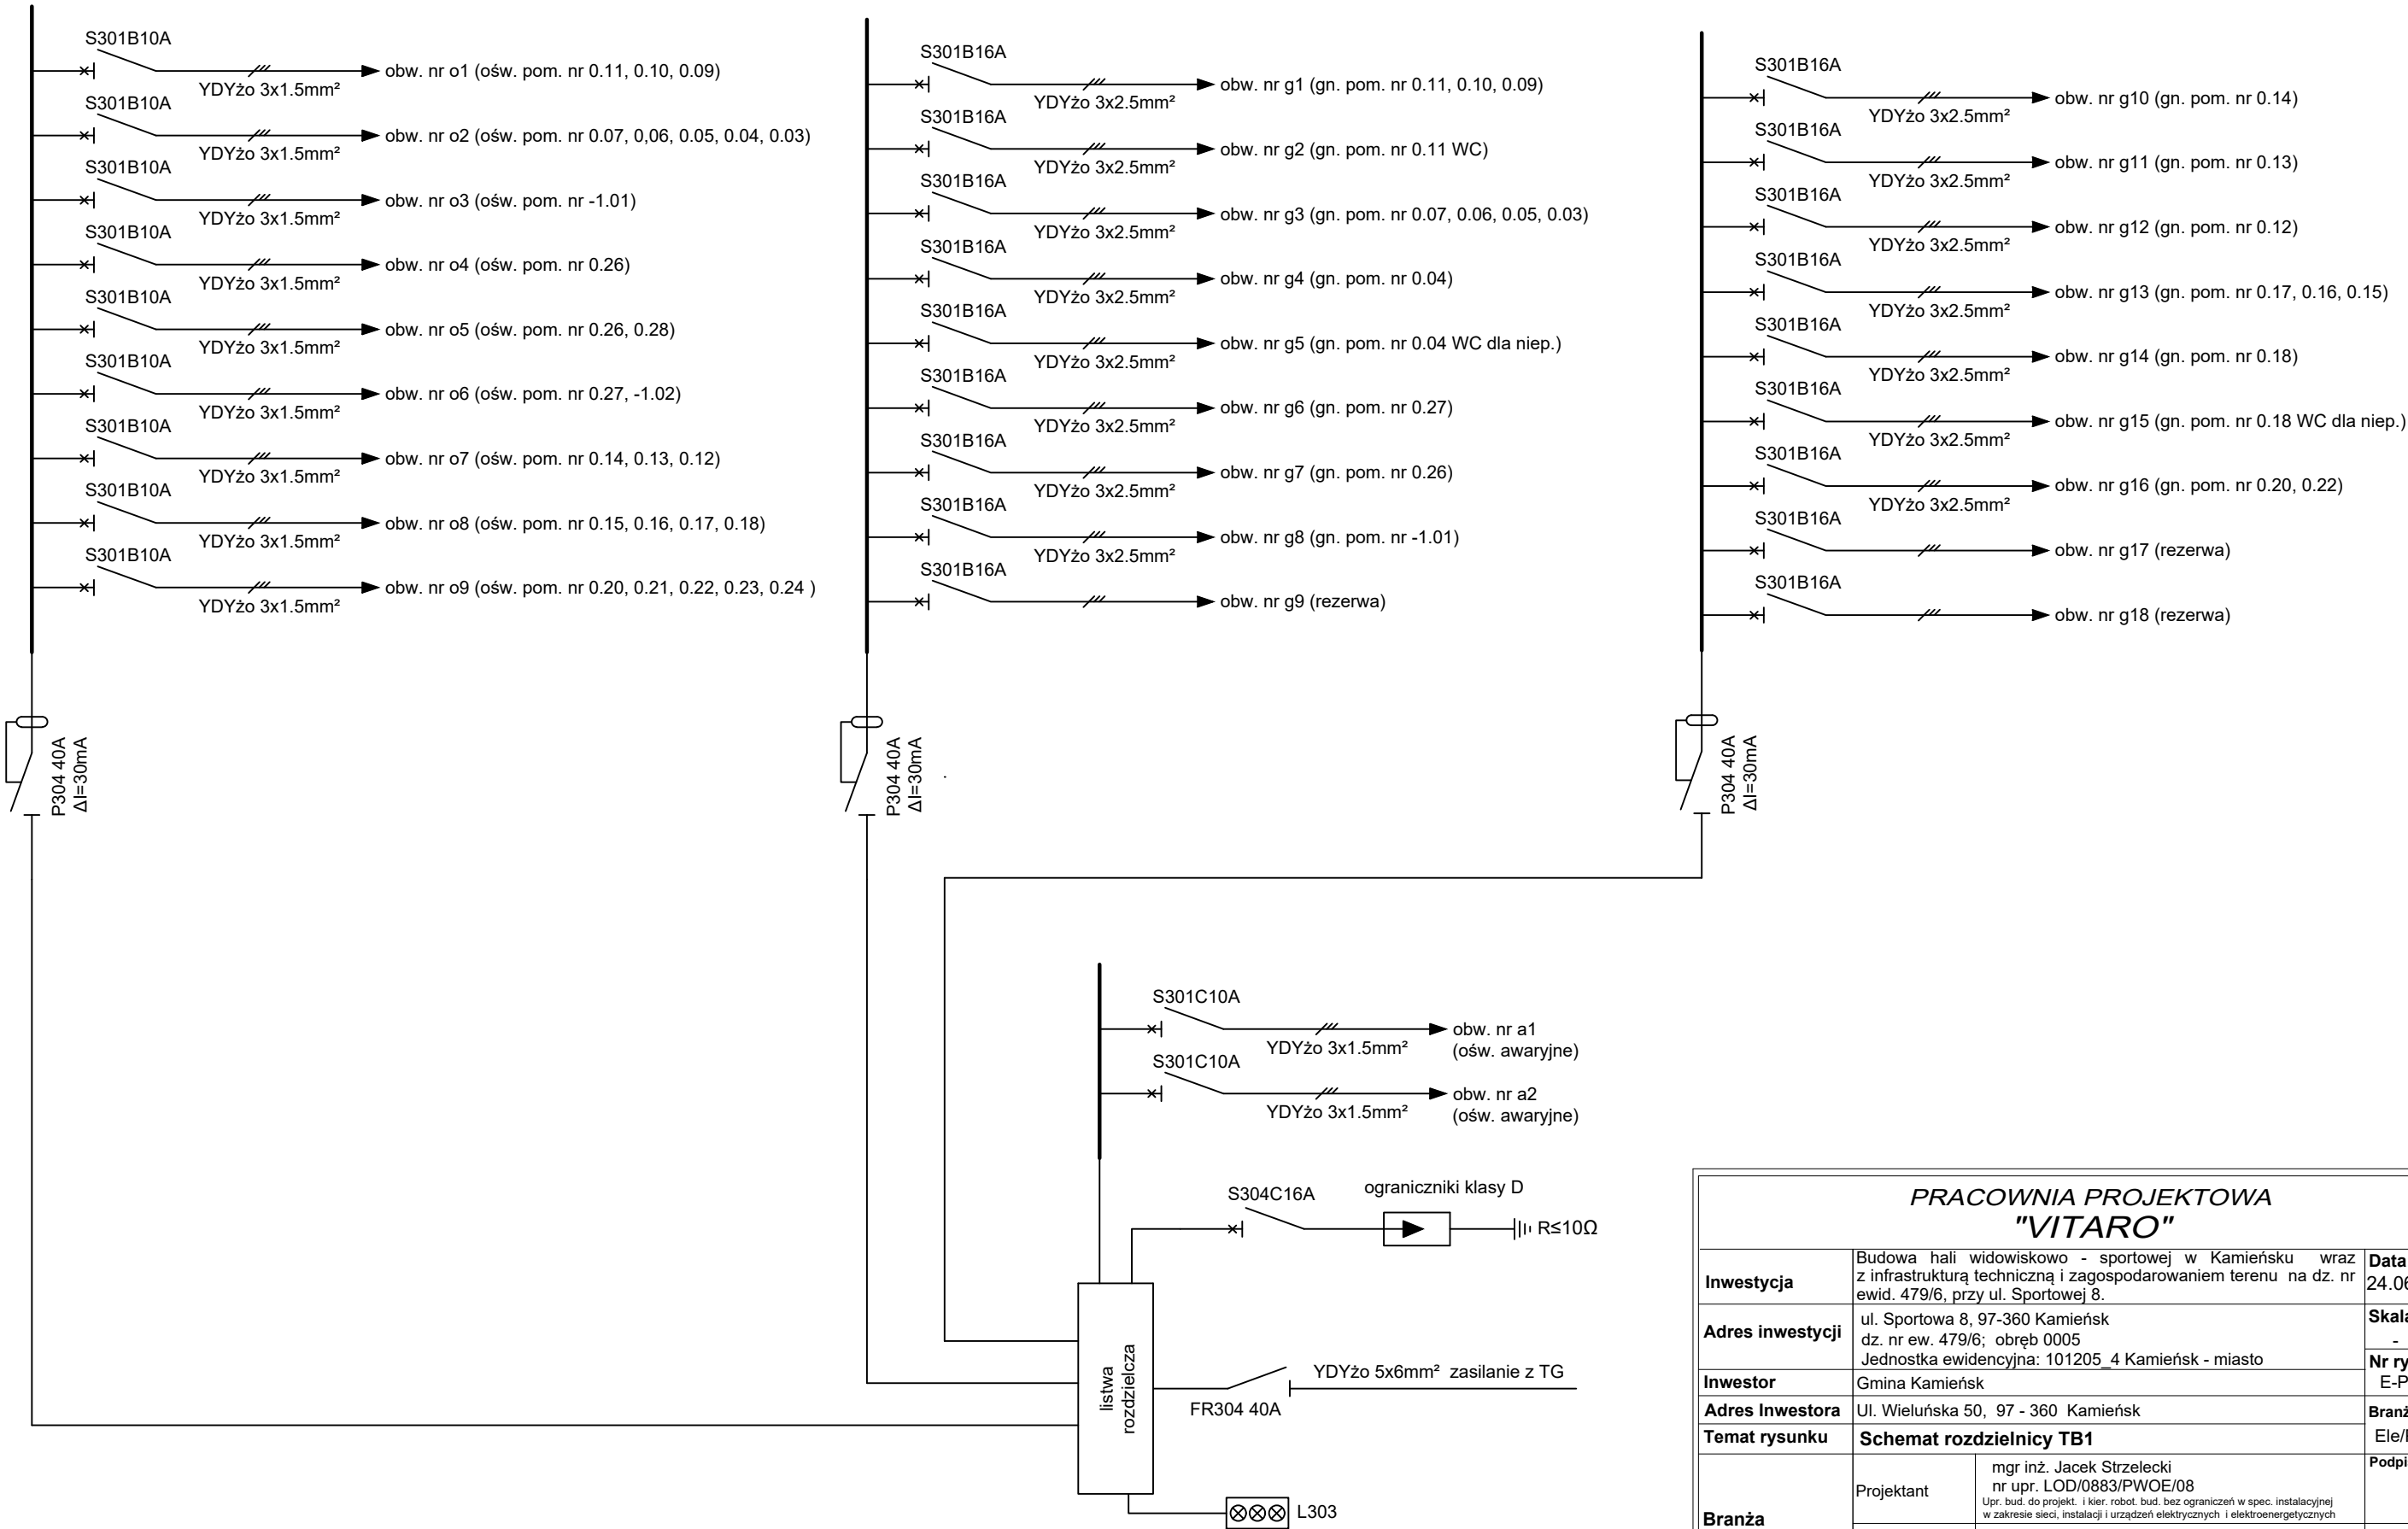 S301B10A
obw. nr o1 (ośw. pom. nr 0.11, 0.10, 0.09)
YDYżo 3x1.5mm²
S301B10A
obw. nr o2 (ośw. pom. nr 0.07, 0,06, 0.05, 0.04, 0.03)
YDYżo 3x1.5mm²
S301B10A
obw. nr o3 (ośw. pom. nr -1.01)
YDYżo 3x1.5mm²
S301B10A
obw. nr o4 (ośw. pom. nr 0.26)
YDYżo 3x1.5mm²
S301B10A
obw. nr o5 (ośw. pom. nr 0.26, 0.28)
YDYżo 3x1.5mm²
S301B10A
obw. nr o6 (ośw. pom. nr 0.27, -1.02)
YDYżo 3x1.5mm²
S301B10A
obw. nr o7 (ośw. pom. nr 0.14, 0.13, 0.12)
YDYżo 3x1.5mm²
S301B10A
obw. nr o8 (ośw. pom. nr 0.15, 0.16, 0.17, 0.18)
YDYżo 3x1.5mm²
S301B10A
obw. nr o9 (ośw. pom. nr 0.20, 0.21, 0.22, 0.23, 0.24 )
YDYżo 3x1.5mm²
P304 40A
ΔI=30mA
S301B16A
obw. nr g1 (gn. pom. nr 0.11, 0.10, 0.09)
YDYżo 3x2.5mm²
S301B16A
obw. nr g2 (gn. pom. nr 0.11 WC)
YDYżo 3x2.5mm²
S301B16A
obw. nr g3 (gn. pom. nr 0.07, 0.06, 0.05, 0.03)
YDYżo 3x2.5mm²
S301B16A
obw. nr g4 (gn. pom. nr 0.04)
YDYżo 3x2.5mm²
S301B16A
obw. nr g5 (gn. pom. nr 0.04 WC dla niep.)
YDYżo 3x2.5mm²
S301B16A
obw. nr g6 (gn. pom. nr 0.27)
YDYżo 3x2.5mm²
S301B16A
obw. nr g7 (gn. pom. nr 0.26)
YDYżo 3x2.5mm²
S301B16A
obw. nr g8 (gn. pom. nr -1.01)
YDYżo 3x2.5mm²
S301B16A
obw. nr g9 (rezerwa)
P304 40A
ΔI=30mA
S301B16A
obw. nr g10 (gn. pom. nr 0.14)
YDYżo 3x2.5mm²
S301B16A
obw. nr g11 (gn. pom. nr 0.13)
YDYżo 3x2.5mm²
S301B16A
obw. nr g12 (gn. pom. nr 0.12)
YDYżo 3x2.5mm²
S301B16A
obw. nr g13 (gn. pom. nr 0.17, 0.16, 0.15)
YDYżo 3x2.5mm²
S301B16A
obw. nr g14 (gn. pom. nr 0.18)
YDYżo 3x2.5mm²
S301B16A
obw. nr g15 (gn. pom. nr 0.18 WC dla niep.)
YDYżo 3x2.5mm²
S301B16A
obw. nr g16 (gn. pom. nr 0.20, 0.22)
YDYżo 3x2.5mm²
S301B16A
obw. nr g17 (rezerwa)
S301B16A
obw. nr g18 (rezerwa)
P304 40A
ΔI=30mA
S301C10A
obw. nr a1
(ośw. awaryjne)
YDYżo 3x1.5mm²
S301C10A
obw. nr a2
(ośw. awaryjne)
YDYżo 3x1.5mm²
S304C16A
ograniczniki klasy D
R≤10Ω
listwa
rozdzielcza
YDYżo 5x6mm² zasilanie z TG
FR304 40A
L303
PRACOWNIA PROJEKTOWA
"VITARO"
Inwestycja
Budowa hali widowiskowo - sportowej w Kamieńsku wraz
z infrastrukturą techniczną i zagospodarowaniem terenu na dz. nr
ewid. 479/6, przy ul. Sportowej 8.
Data
24.06
Adres inwestycji
ul. Sportowa 8, 97-360 Kamieńsk
dz. nr ew. 479/6; obręb 0005
Jednostka ewidencyjna: 101205_4 Kamieńsk - miasto
Skala
-
Nr ry
E-P
Inwestor
Gmina Kamieńsk
Adres Inwestora
Ul. Wieluńska 50, 97 - 360 Kamieńsk
Temat rysunku
Schemat rozdzielnicy TB1
Ele/
Branża
Projektant
mgr inż. Jacek Strzelecki
nr upr. LOD/0883/PWOE/08
Upr. bud. do projekt. i kier. robot. bud. bez ograniczeń w spec. instalacyjnej
w zakresie sieci, instalacji i urządzeń elektrycznych i elektroenergetycznych